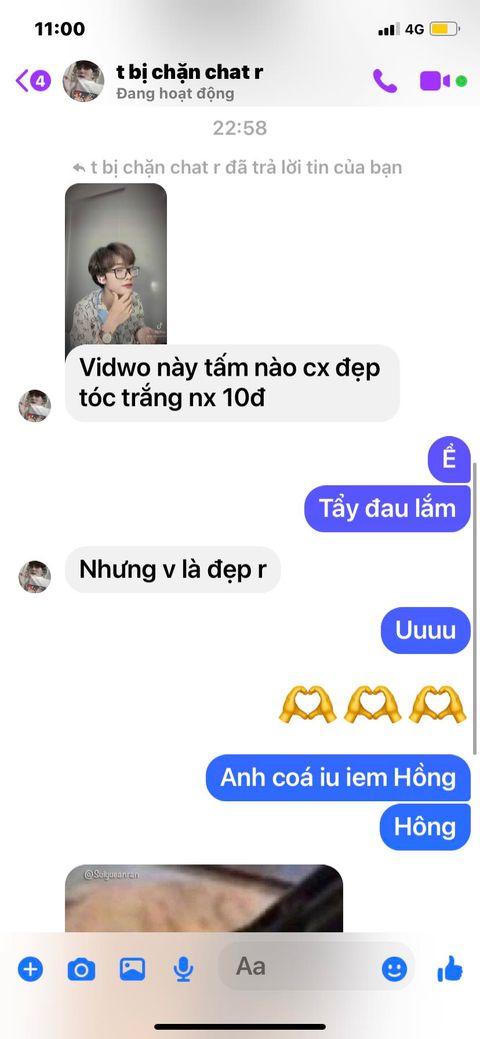 11:00
4G
4
t bị chặn chat r
Đang hoạt động
22:58
t bị chặn chat r đã trả lời tin của bạn
Vidwo này tấm nào cx đẹp
tóc trắng nx 10đ
Ể
Tẩy đau lắm
Nhưng v là đẹp r
Uuuu
Anh coá iu iem Hồng
Hông
@Suiyueanran
Aa